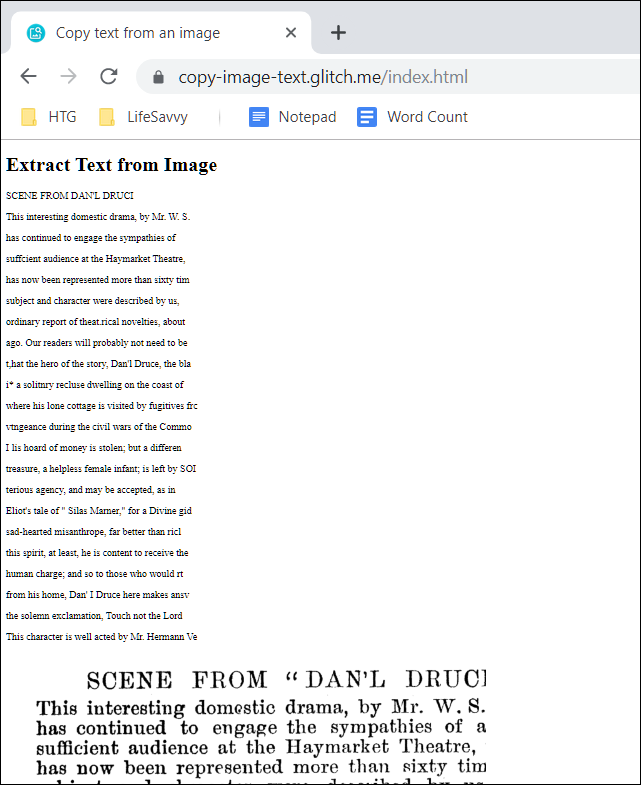 Copy text from an image
copy-image-text.glitch.me/index.html
HTG LifeSavvy Notepad Word Count
Extract Text from Image
SCENE FROM DAN'L DRUCI
This interesting domestic drama, by Mr. W. S.
has continued to engage the sympathies of
suffcient audience at the Haymarket Theatre,
has now been represented more than sixty tim
subject and character were described by us,
ordinary report of theat.rical novelties, about
ago. Our readers will probably not need to be
t,hat the hero of the story, Dan'l Druce, the bla
i* a solitnry recluse dwelling on the coast of
where his lone cottage is visited by fugitives frc
vtngeance during the civil wars of the Commo
I lis hoard of money is stolen; but a differen
treasure, a helpless female infant; is left by SOI
terious agency, and may be accepted, as in
Eliot's tale of " Silas Marner," for a Divine gid
sad-hearted misanthrope, far better than ricl
this spirit, at least, he is content to receive the
human charge; and so to those who would rt
from his home, Dan' I Druce here makes ansv
the solemn exclamation, Touch not the Lord
This character is well acted by Mr. Hermann Ve
SCENE FROM “DAN'L DRUC
This interesting domestic drama, by Mr. W. S.
has continued to engage the sympathies of a
sufficient audience at the Haymarket Theatre,
has now been represented more than sixty tim